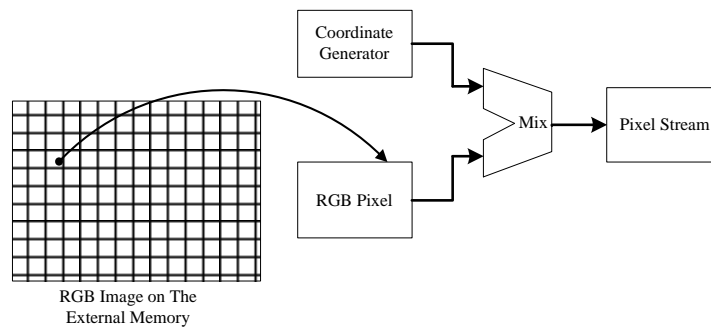 Coordinate
Generator
Mix
Pixel Stream
RGB Pixel
RGB Image on The
External Memory